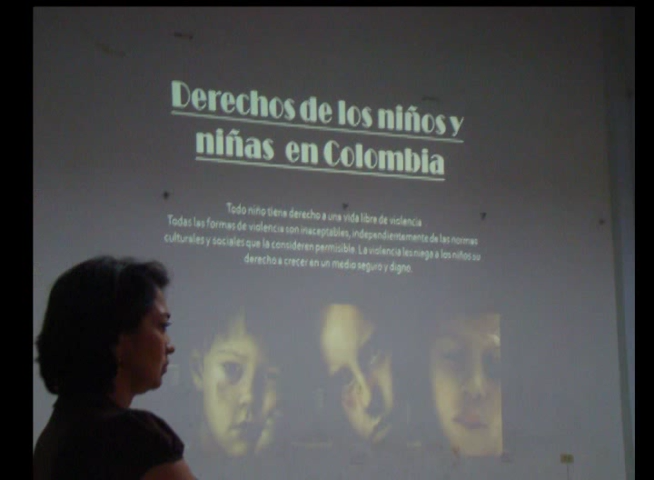 Derechos de los niños y
niñas en Colombia
Todo niño tiene derecho a una vida libre de violencia
Todas las formas de violencia son inaceptables, independientemente de las normas
culturales y sociales que la consideren permisible. La violencia les niega a los niños su
derecho a crecer en un medio seguro y digno.